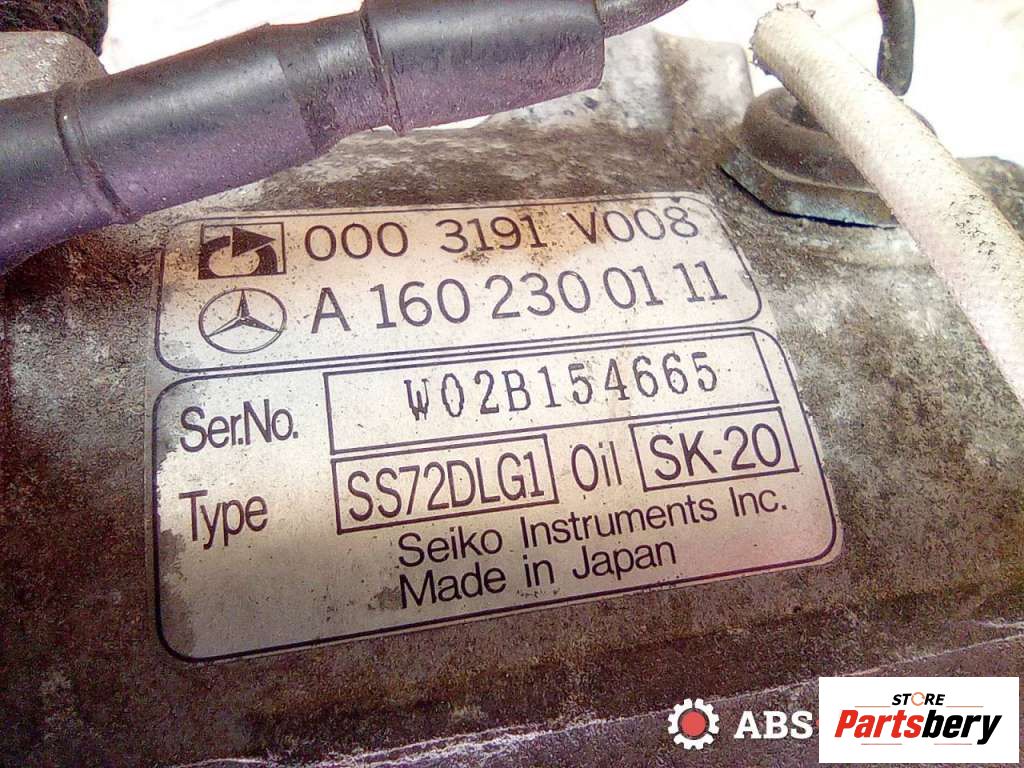 000 3191 V008
A 160 230 01 11
Ser.No. W02B154665
Type SS72DLG1 Oil SK-20
Seiko Instruments Inc.
Made in Japan
ABS
STORE
Partsbery